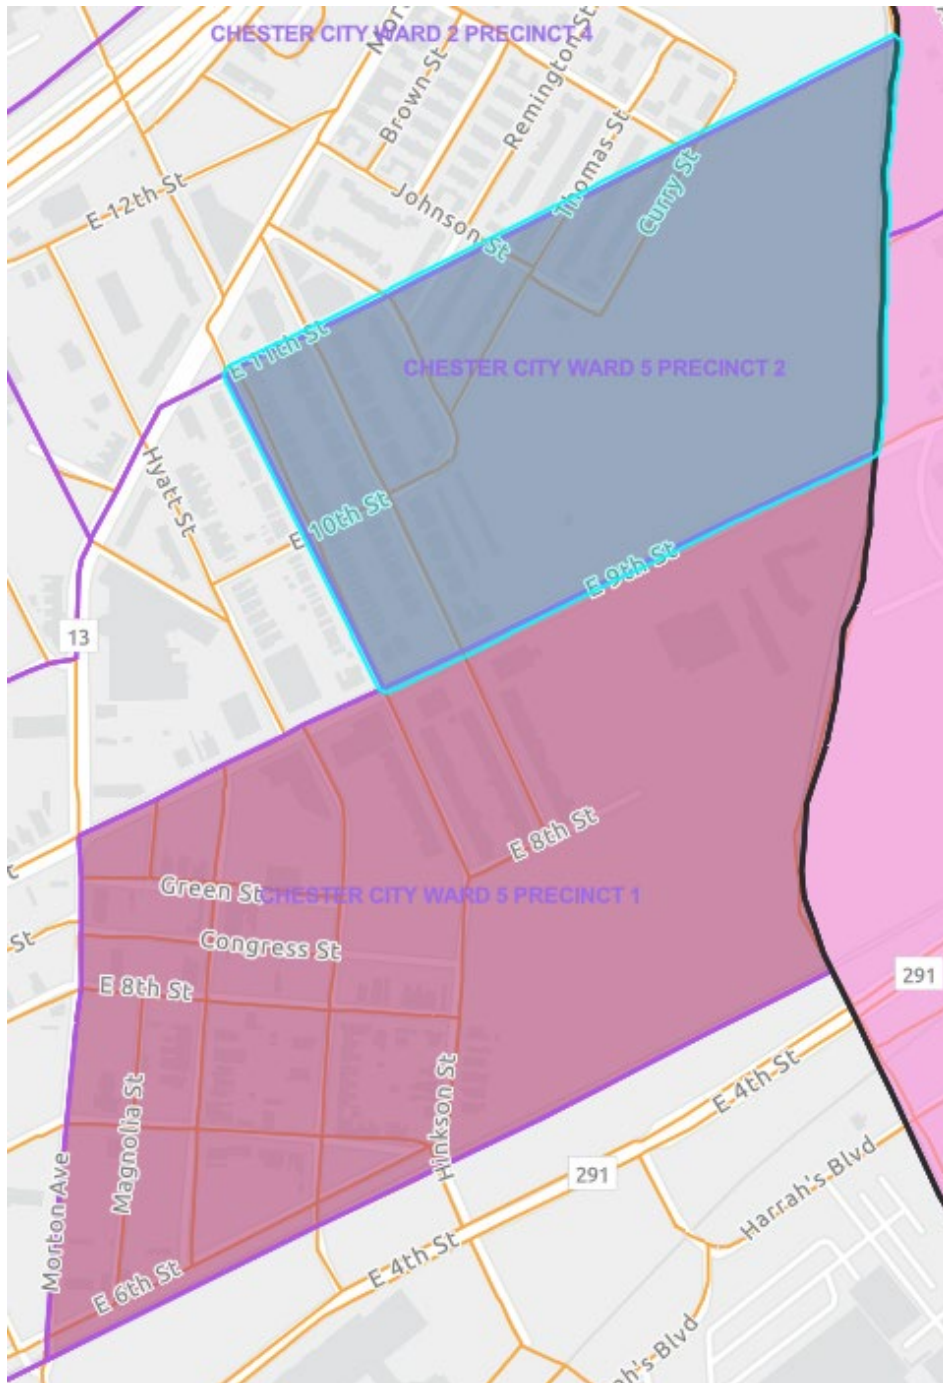 CHESTER CITY WARD 2 PRECINCT 4
Brown St
Remington St
Thomas St
Curry St
E 12th St
Johnson St
E 11th St
CHESTER CITY WARD 5 PRECINCT 2
Hyatt St
E 10th St
E 9th St
13
E 8th St
Green St
CHESTER CITY WARD 5 PRECINCT 1
St
Congress St
E 8th St
291
Magnolia St
Hinkson St
E 4th St
Morton Ave
291
Harrah's Blvd
E 4th St
E 6th St
ah's Blvd